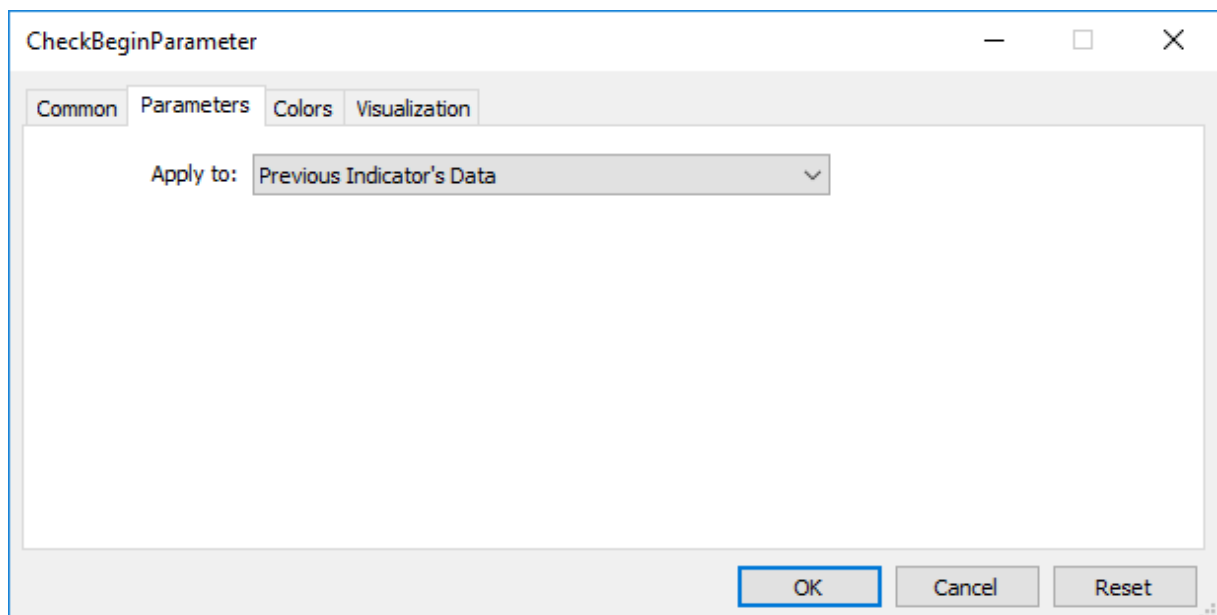 CheckBeginParameter
Common Parameters Colors Visualization
Apply to: Previous Indicator's Data
OK Cancel Reset